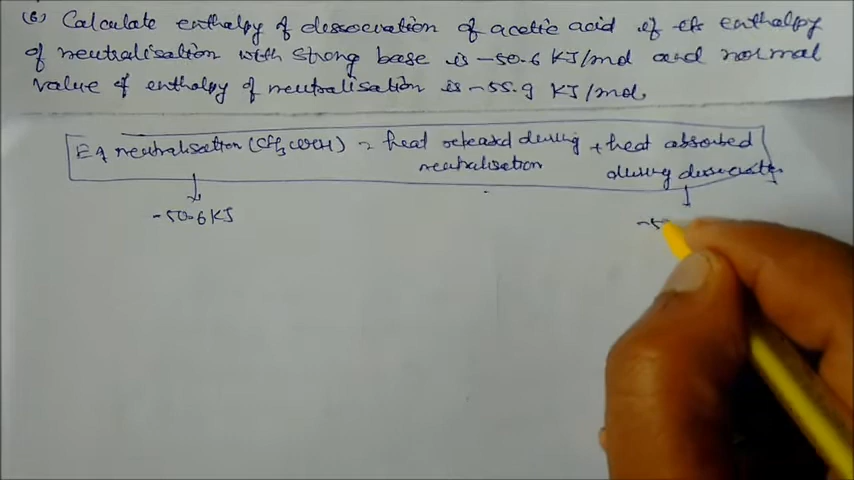 (6) Calculate enthalpy of dissociation of acetic acid if its enthalpy
of neutralisation with strong base is -50.6 KJ/mol and normal
value of enthalpy of neutralisation is -55.9 KJ/mol.
neutralisation (CH3COOH) = heat released during + heat absorbed
neutralisation during
-50.6 KJ -5